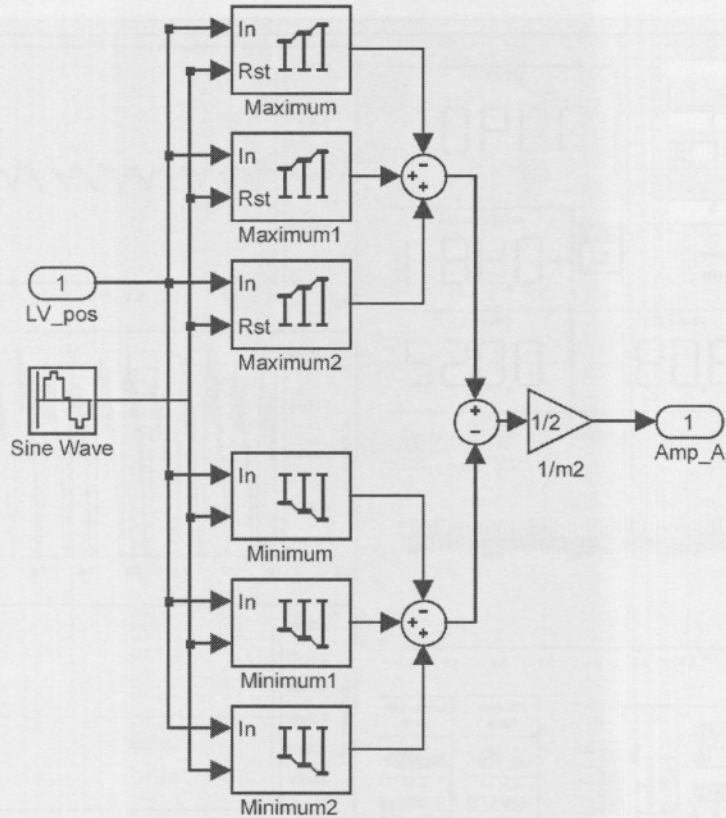 In
Rst
Maximum
In
Rst
Maximum1
1
LV_pos
In
Rst
Maximum2
Sine Wave
In
Minimum
In
Minimum1
In
Minimum2
- + +
+ -
- + +
1/2
1/m2
1
Amp_A